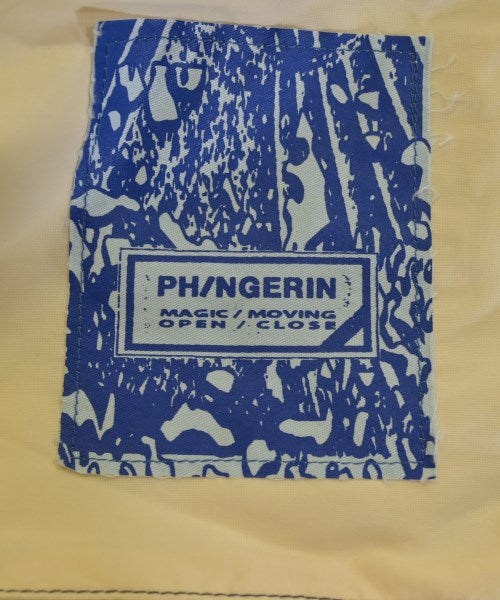 PH/NGERIN
MAGIC / MOVING
OPEN / CLOSE